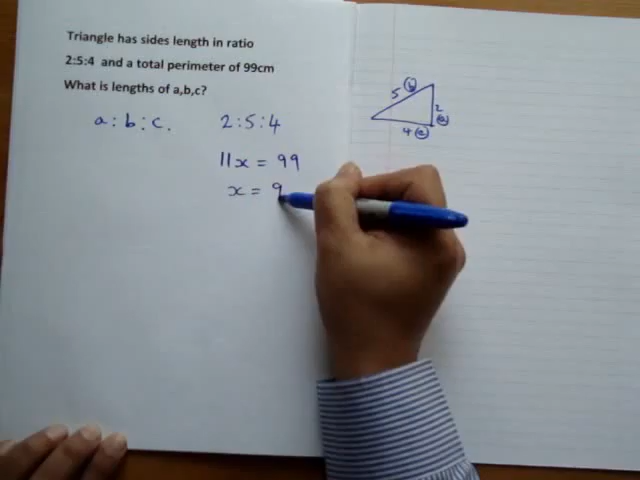 Triangle has sides length in ratio
2:5:4 and a total perimeter of 99cm
What is lengths of a,b,c?
a : b : c. 2 : 5 : 4
11x = 99
x = 9
5 b
2
a
4 c